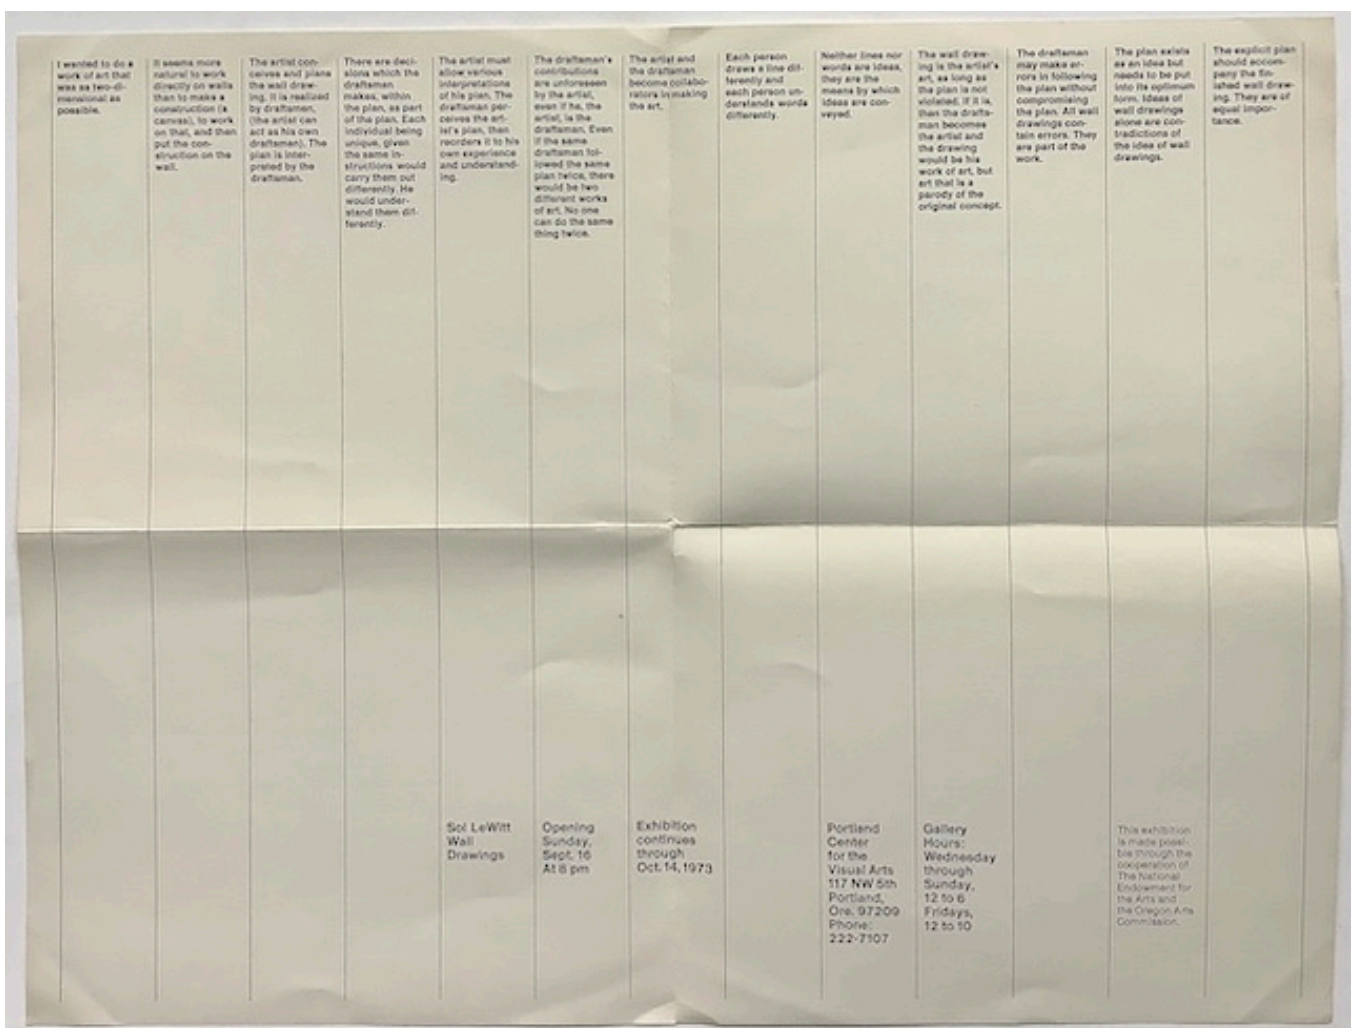 I wanted to do a
work of art that
was as two-di-
mensional as
possible.
It seems more
natural to work
directly on walls
than to make a
construction (a
canvas), to work
on that, and then
put the con-
struction on the
wall.
The artist con-
ceives and plans
the wall draw-
ing. It is realized
by draftsmen,
(the artist can
act as his own
draftsman). The
plan is inter-
preted by the
draftsman.
There are deci-
sions which the
draftsman
makes, within
the plan, as part
of the plan. Each
individual being
unique, given
the same in-
structions would
carry them out
differently. He
would under-
stand them dif-
ferently.
The artist must
allow various
interpretations
of his plan. The
draftsman per-
ceives the art-
ist's plan, then
reorders it to his
own experience
and understand-
ing.
The draftsman's
contributions
are unforeseen
by the artist,
even if he, the
artist, is the
draftsman. Even
if the same
draftsman fol-
lowed the same
plan twice, there
would be two
different works
of art. No one
can do the same
thing twice.
The artist and
the draftsman
become collabo-
rators in making
the art.
Each person
draws a line dif-
ferently and
each person un-
derstands words
differently.
Neither lines nor
words are ideas,
they are the
means by which
ideas are con-
veyed.
The wall draw-
ing is the artist's
art, as long as
the plan is not
violated. If it is,
then the drafts-
man becomes
the artist and
the drawing
would be his
work of art, but
art that is a
parody of the
original concept.
The draftsman
may make er-
rors in following
the plan without
compromising
the plan. All wall
drawings con-
tain errors. They
are part of the
work.
The plan exists
as an idea but
needs to be put
into its optimum
form. Ideas of
wall drawings
alone are con-
tradictions of
the idea of wall
drawings.
The explicit plan
should accom-
pany the fin-
ished wall draw-
ing. They are of
equal impor-
tance.
Sol LeWitt
Wall
Drawings
Opening
Sunday,
Sept. 16
At 8 pm
Exhibition
continues
through
Oct. 14, 1973
Portland
Center
for the
Visual Arts
117 NW 5th
Portland,
Ore. 97209
Phone:
222-7107
Gallery
Hours:
Wednesday
through
Sunday,
12 to 6
Fridays,
12 to 10
This exhibition
is made possi-
ble through the
cooperation of
The National
Endowment for
the Arts and
the Oregon Arts
Commission.